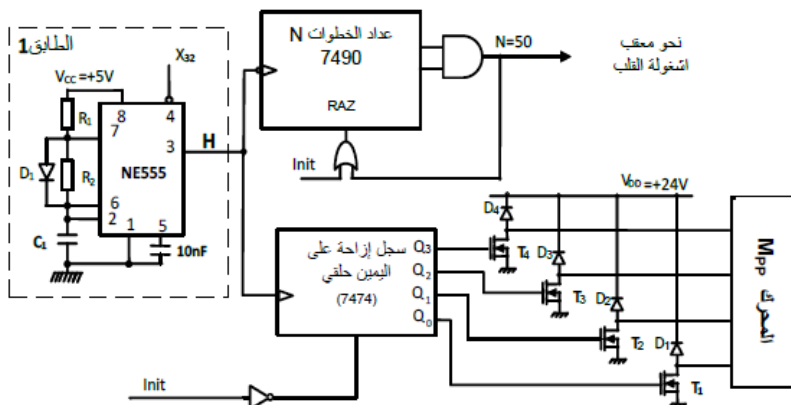 الطابق1
X32
VCC=+5V
R1
D1
R2
C1
8
7
4
3
NE555
6
2
1
5
10nF
H
عداد الخطوات N
7490
RAZ
Init
N=50
نحو معقب
اشغولة القلب
سجل إزاحة على
اليمين حلقي
(7474)
Q3
Q2
Q1
Q0
Init
VDD=+24V
D4
T4
D3
T3
D2
T2
D1
T1
المحرك MPP